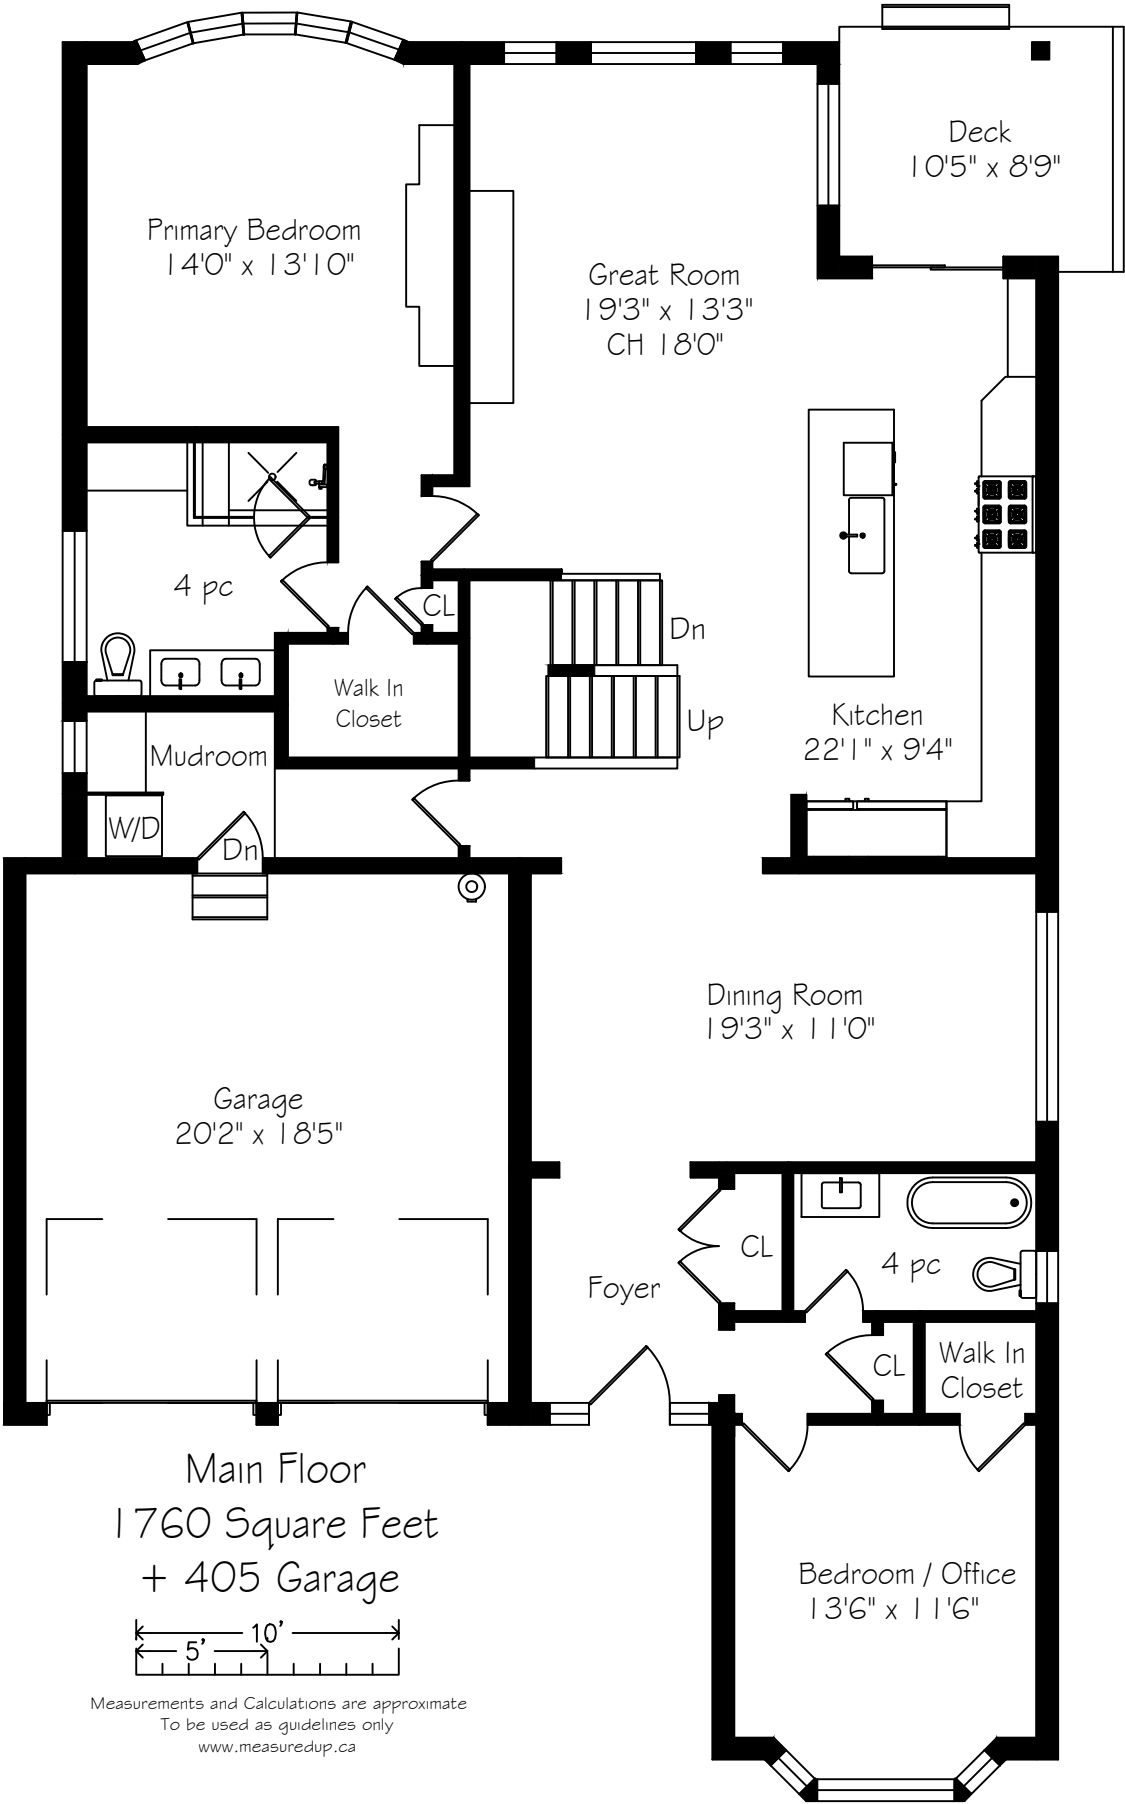 Deck
10'5" x 8'9"
Primary Bedroom
14'0" x 13'10"
Great Room
19'3" x 13'3"
CH 18'0"
4 pc
CL
Dn
Walk In
Closet
Up
Kitchen
22'1" x 9'4"
Mudroom
W/D
Dn
Dining Room
19'3" x 11'0"
Garage
20'2" x 18'5"
CL
4 pc
Foyer
CL
Walk In
Closet
Main Floor
1760 Square Feet
+ 405 Garage
Bedroom / Office
13'6" x 11'6"
10'
5'
Measurements and Calculations are approximate
To be used as guidelines only
www.measuredup.ca